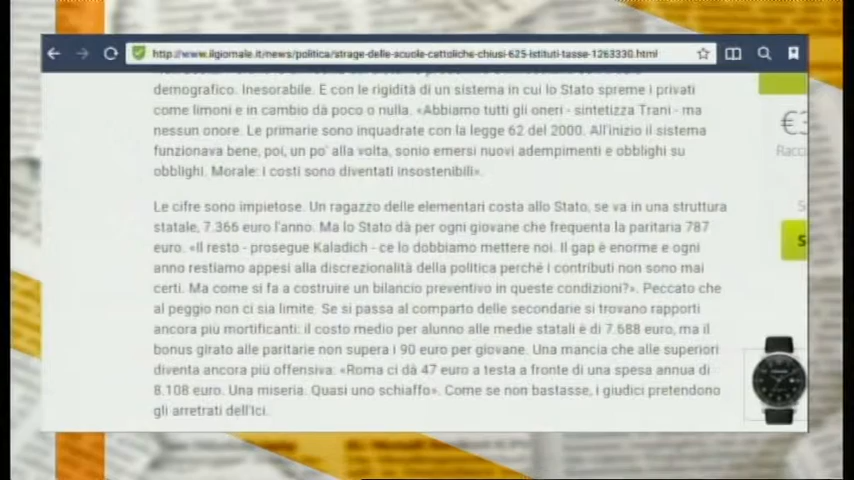 http://www.ilgiornale.it/news/politica/strage-delle-scuole-cattoliche-chiusi-625-istituti-tasse-1263330.html
demografico. Inesorabile. E con le rigidità di un sistema in cui lo Stato spreme i privati
come limoni e in cambio dà poco o nulla. «Abbiamo tutti gli oneri - sintetizza Trani - ma
nessun onore. Le primarie sono inquadrate con la legge 62 del 2000. All'inizio il sistema
funzionava bene, poi, un po' alla volta, sonio emersi nuovi adempimenti e obblighi su
obblighi. Morale: i costi sono diventati insostenibili».
Le cifre sono impietose. Un ragazzo delle elementari costa allo Stato, se va in una struttura
statale, 7.366 euro l'anno. Ma lo Stato dà per ogni giovane che frequenta la paritaria 787
euro. «Il resto - prosegue Kaladich - ce lo dobbiamo mettere noi. Il gap è enorme e ogni
anno restiamo appesi alla discrezionalità della politica perché i contributi non sono mai
certi. Ma come si fa a costruire un bilancio preventivo in queste condizioni?». Peccato che
al peggio non ci sia limite. Se si passa al comparto delle secondarie si trovano rapporti
ancora più mortificanti: il costo medio per alunno alle medie statali è di 7.688 euro, ma il
bonus girato alle paritarie non supera i 90 euro per giovane. Una mancia che alle superiori
diventa ancora più offensiva: «Roma ci dà 47 euro a testa a fronte di una spesa annua di
8.108 euro. Una miseria. Quasi uno schiaffo». Come se non bastasse, i giudici pretendono
gli arretrati dell'Ici.